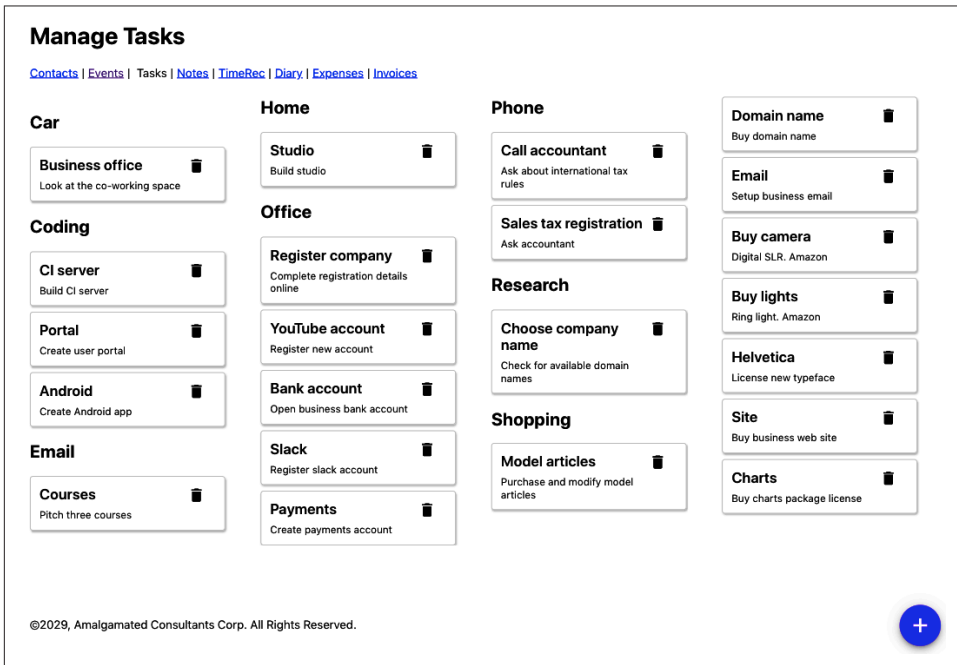 Manage Tasks
Contacts | Events | Tasks | Notes | TimeRec | Diary | Expenses | Invoices
Car
Business office
Look at the co-working space
Coding
CI server
Build CI server
Portal
Create user portal
Android
Create Android app
Email
Courses
Pitch three courses
Home
Studio
Build studio
Office
Register company
Complete registration details
online
YouTube account
Register new account
Bank account
Open business bank account
Slack
Register slack account
Payments
Create payments account
Phone
Call accountant
Ask about international tax
rules
Sales tax registration
Ask accountant
Research
Choose company
name
Check for available domain
names
Shopping
Model articles
Purchase and modify model
articles
Domain name
Buy domain name
Email
Setup business email
Buy camera
Digital SLR. Amazon
Buy lights
Ring light. Amazon
Helvetica
License new typeface
Site
Buy business web site
Charts
Buy charts package license
©2029, Amalgamated Consultants Corp. All Rights Reserved.
+